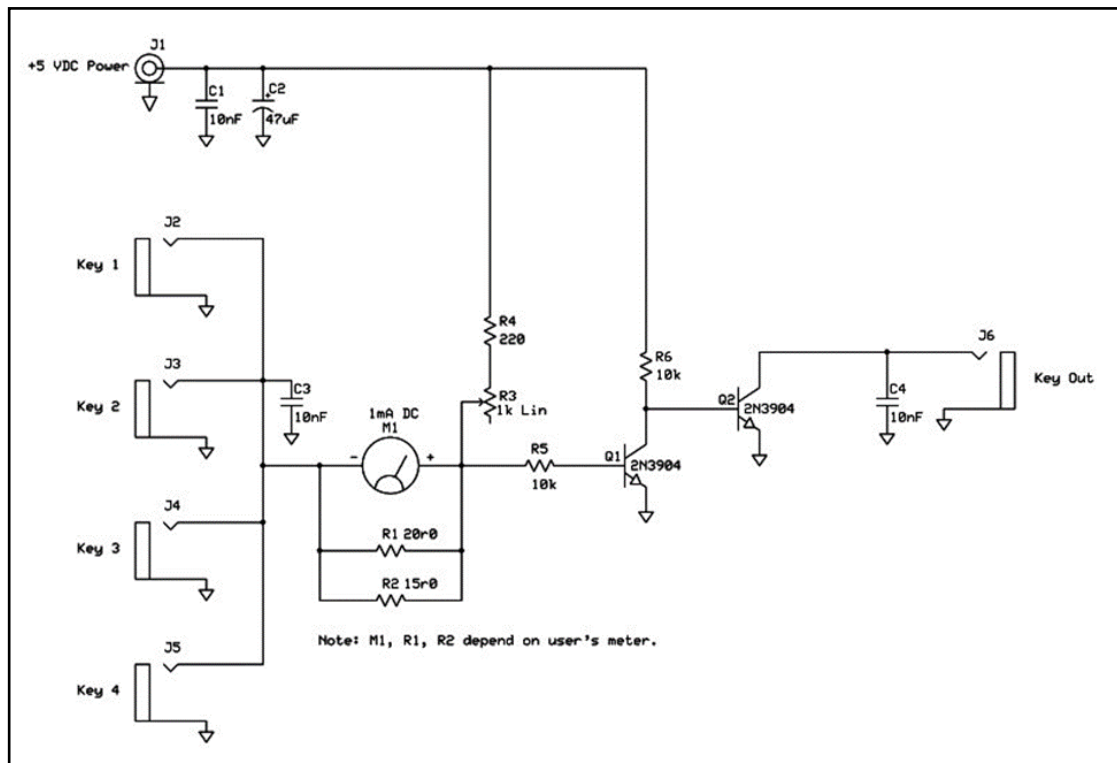 J1
+5 VDC Power
C1
10nF
C2
+
47uF
J2
Key 1
J3
Key 2
C3
10nF
R4
220
R3
1k Lin
R6
10k
J6
Key Out
Q2
2N3904
C4
10nF
1mA DC
M1
- +
R5
10k
Q1
2N3904
J4
Key 3
R1 20r0
R2 15r0
Note: M1, R1, R2 depend on user's meter.
J5
Key 4